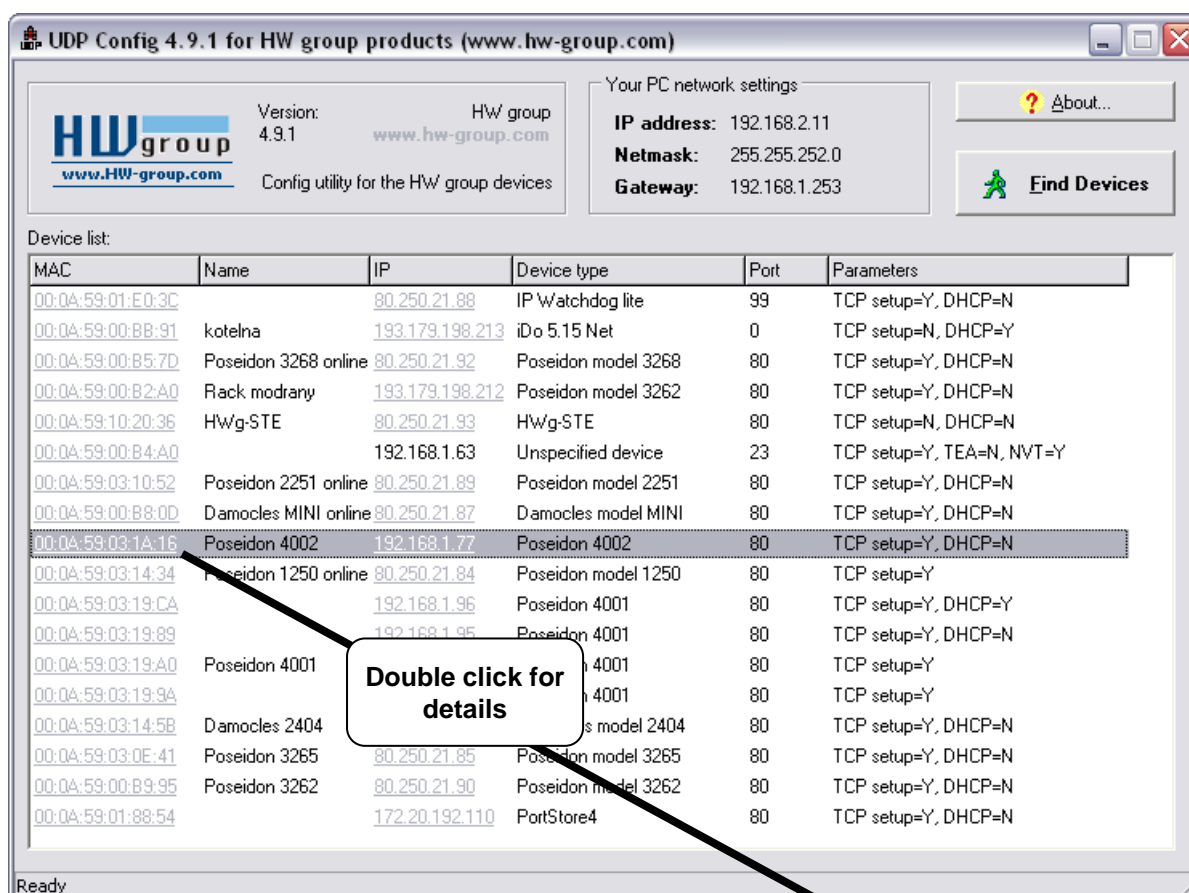 UDP Config 4.9.1 for HW group products (www.hw-group.com)
HW group
www.HW-group.com
Version: HW group
4.9.1 www.hw-group.com
Config utility for the HW group devices
Your PC network settings
IP address: 192.168.2.11
Netmask: 255.255.252.0
Gateway: 192.168.1.253
? About...
Find Devices
Device list:
MAC Name IP Device type Port Parameters
00:0A:59:01:E0:3C 80.250.21.88 IP Watchdog lite 99 TCP setup=Y, DHCP=N
00:0A:59:00:BB:91 kotelna 193.179.198.213 iDo 5.15 Net 0 TCP setup=N, DHCP=Y
00:0A:59:00:B5:7D Poseidon 3268 online 80.250.21.92 Poseidon model 3268 80 TCP setup=Y, DHCP=N
00:0A:59:00:B2:A0 Rack modrany 193.179.198.212 Poseidon model 3262 80 TCP setup=Y, DHCP=N
00:0A:59:10:20:36 HWg-STE 80.250.21.93 HWg-STE 80 TCP setup=N, DHCP=N
00:0A:59:00:B4:A0 192.168.1.63 Unspecified device 23 TCP setup=Y, TEA=N, NVT=Y
00:0A:59:03:10:52 Poseidon 2251 online 80.250.21.89 Poseidon model 2251 80 TCP setup=Y, DHCP=N
00:0A:59:00:B8:0D Damocles MINI online 80.250.21.87 Damocles model MINI 80 TCP setup=Y, DHCP=N
00:0A:59:03:1A:16 Poseidon 4002 192.168.1.77 Poseidon 4002 80 TCP setup=Y, DHCP=N
00:0A:59:03:14:34 Poseidon 1250 online 80.250.21.84 Poseidon model 1250 80 TCP setup=Y
00:0A:59:03:19:CA 192.168.1.96 Poseidon 4001 80 TCP setup=Y, DHCP=Y
00:0A:59:03:19:89 192.168.1.95 Poseidon 4001 80 TCP setup=Y, DHCP=N
00:0A:59:03:19:A0 Poseidon 4001 4001 80 TCP setup=Y
00:0A:59:03:19:9A 4001 80 TCP setup=Y
00:0A:59:03:14:5B Damocles 2404 model 2404 80 TCP setup=Y, DHCP=N
00:0A:59:03:0E:41 Poseidon 3265 80.250.21.85 Poseidon model 3265 80 TCP setup=Y, DHCP=N
00:0A:59:00:B9:95 Poseidon 3262 80.250.21.90 Poseidon model 3262 80 TCP setup=Y, DHCP=N
00:0A:59:01:88:54 172.20.192.110 PortStore4 80 TCP setup=Y, DHCP=N
Double click for
details
Ready